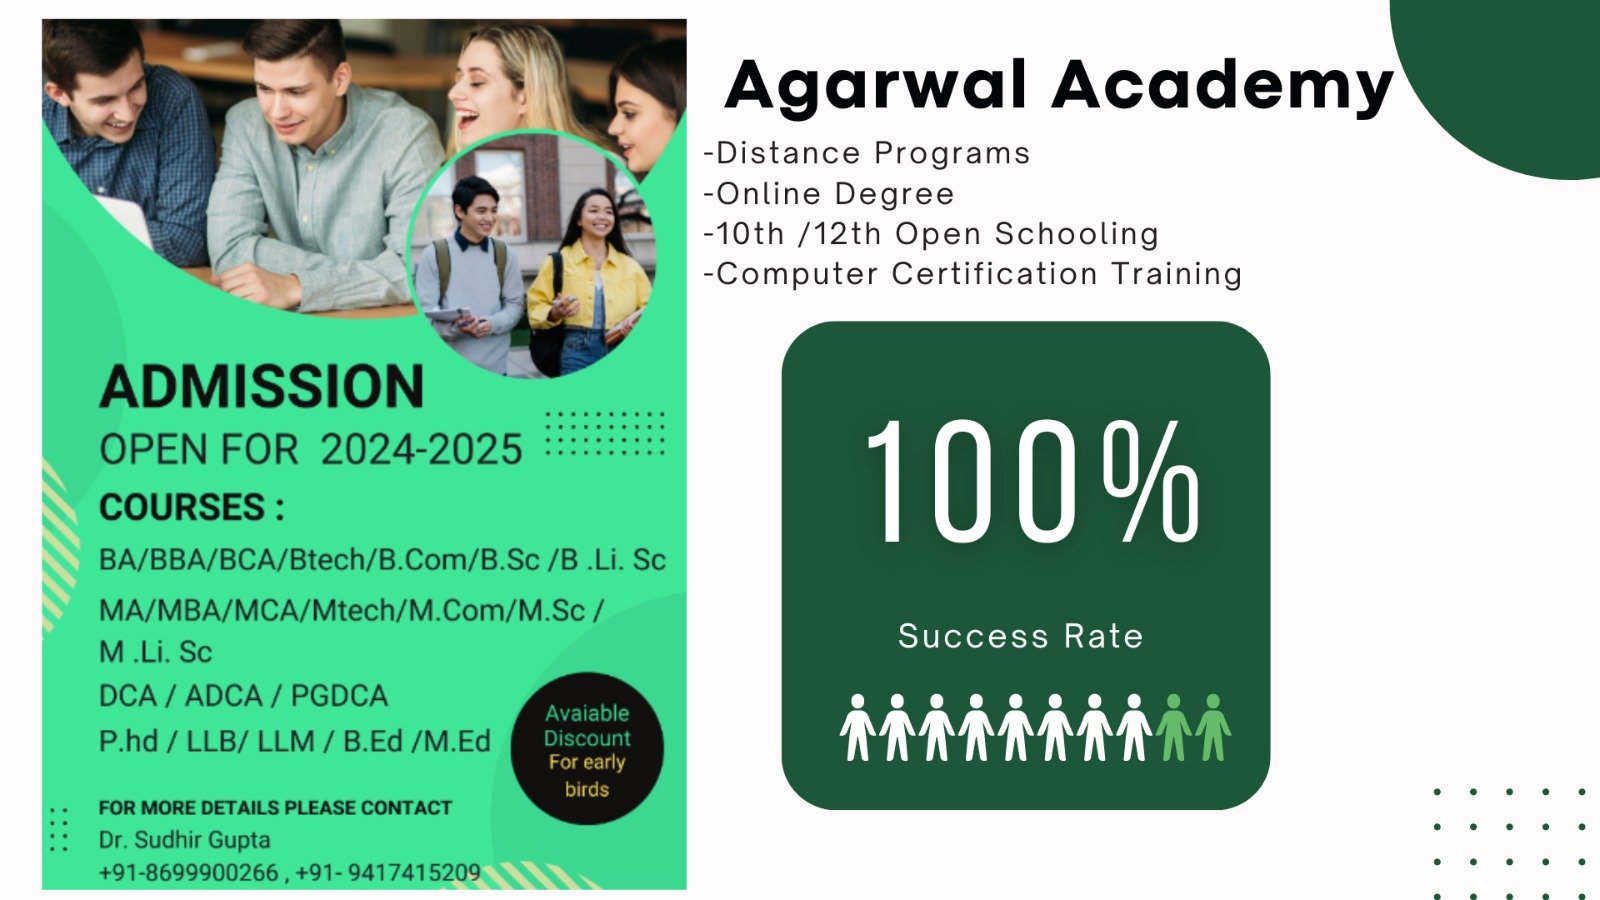 Agarwal Academy
-Distance Programs
-Online Degree
-10th /12th Open Schooling
-Computer Certification Training
100%
Success Rate
ADMISSION
OPEN FOR 2024-2025
COURSES :
BA/BBA/BCA/Btech/B.Com/B.Sc /B .Li. Sc
MA/MBA/MCA/Mtech/M.Com/M.Sc /
M .Li. Sc
DCA / ADCA / PGDCA
P.hd / LLB/ LLM / B.Ed /M.Ed
Avaiable
Discount
For early
birds
FOR MORE DETAILS PLEASE CONTACT
Dr. Sudhir Gupta
+91-8699900266 , +91- 9417415209